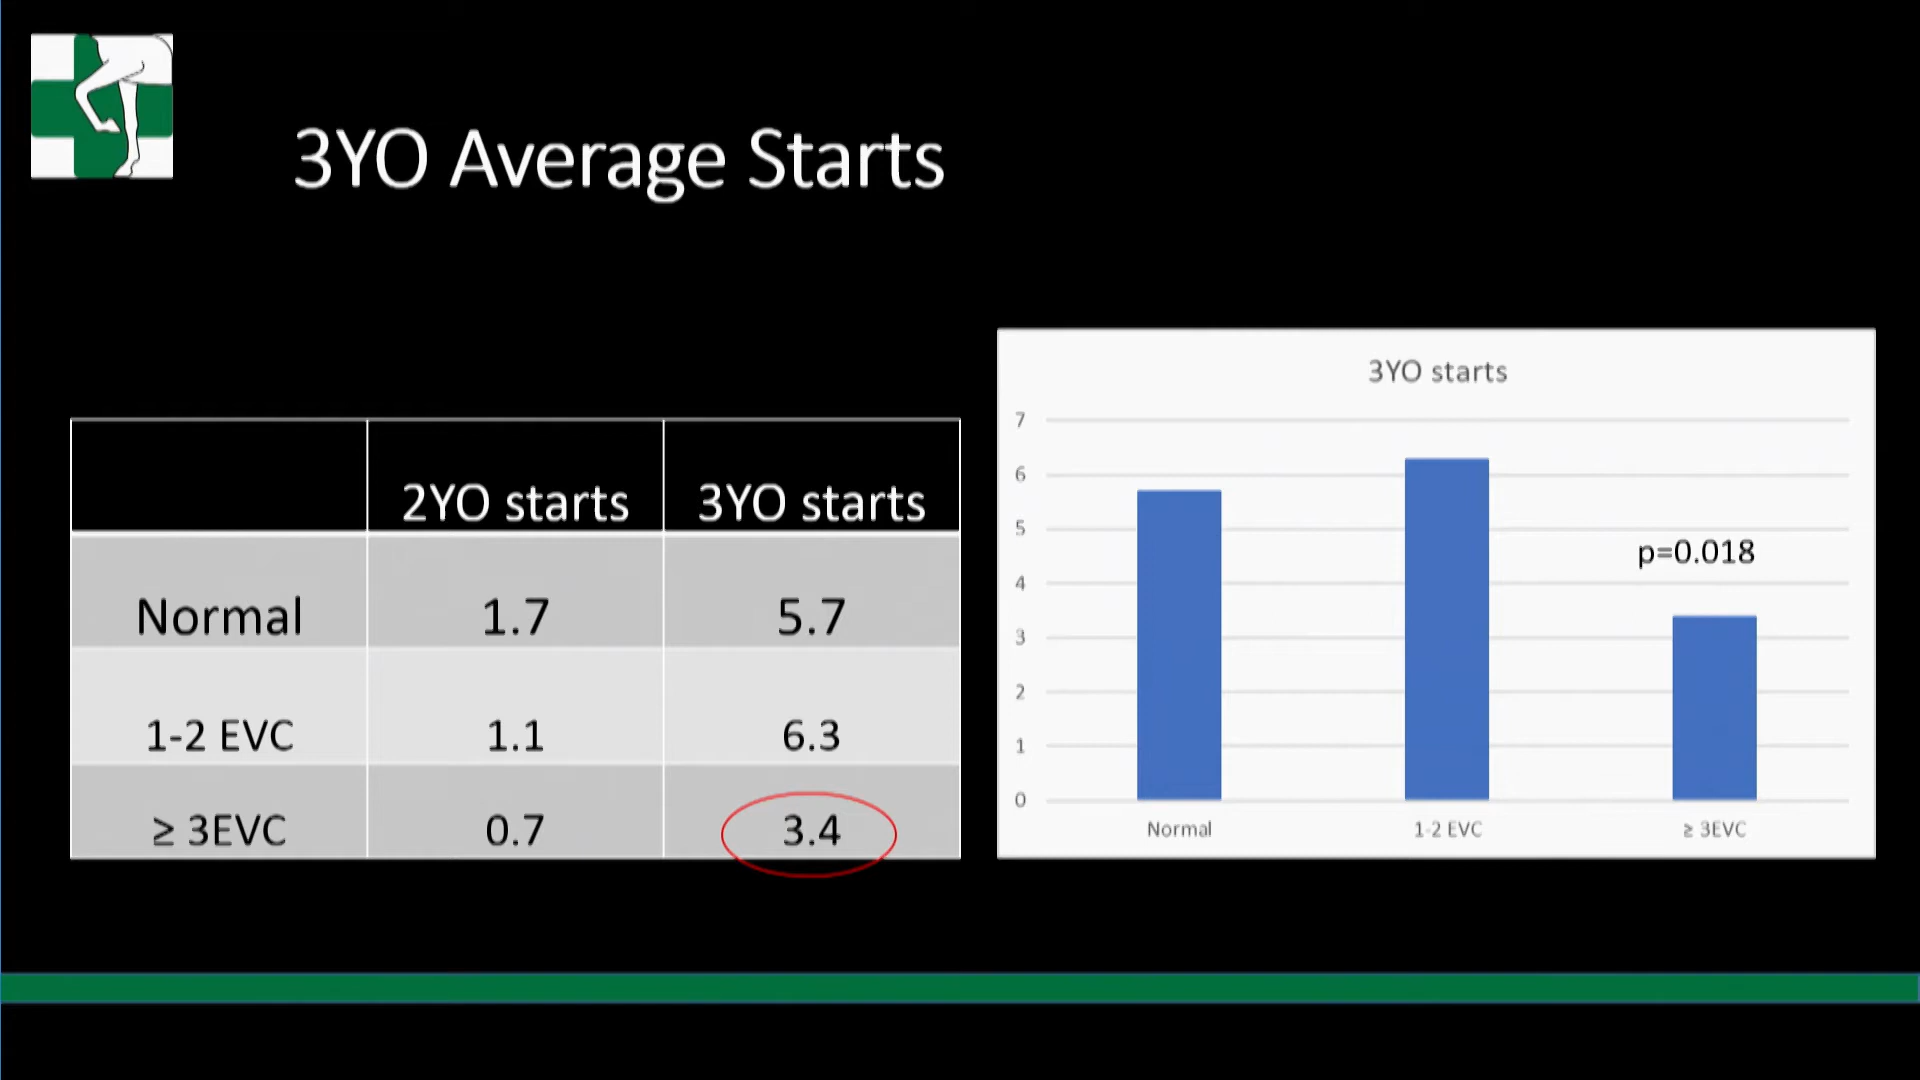 3YO Average Starts
2YO starts 3YO starts
Normal 1.7 5.7
1-2 EVC 1.1 6.3
≥ 3EVC 0.7 3.4
3YO starts
7
6
5
4
3
2
1
0
p=0.018
Normal 1-2 EVC ≥ 3EVC